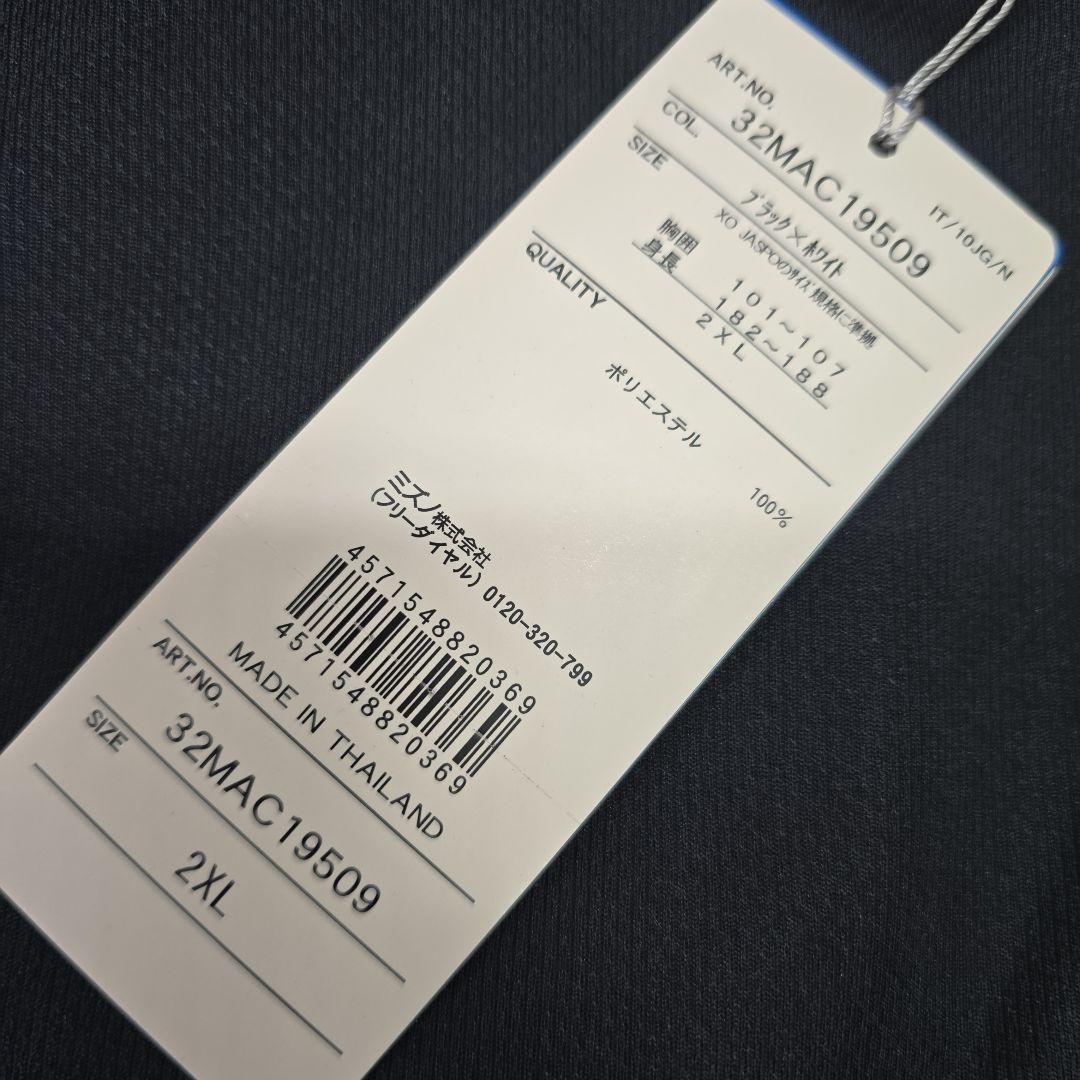 IT/10JG/N
ART.NO.
32MAC19509
COL.
ブラック×ホワイト
SIZE
XO JASPOのサイズ規格に準拠
胸囲 101~107
身長 182~188
2XL
QUALITY
ポリエステル 100%
ミズノ株式会社
(フリーダイヤル) 0120-320-799
4571548820369
4571548820369
MADE IN THAILAND
ART.NO.
32MAC19509
SIZE
2XL